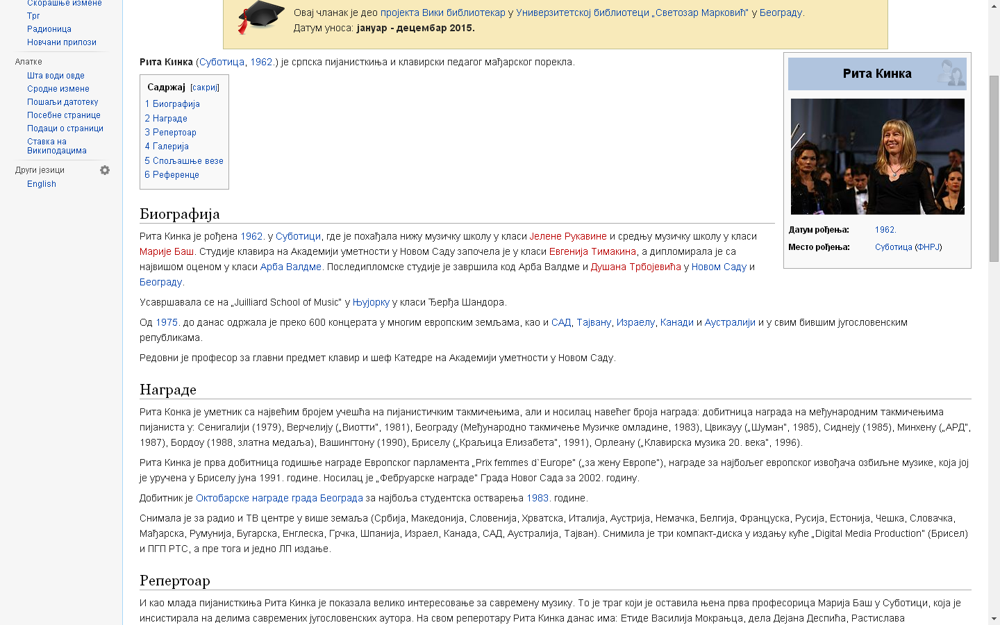 Скорашње измене
Трг
Радионица
Новчани прилози
Алатке
Шта води овде
Сродне измене
Пошаљи датотеку
Посебне странице
Подаци о страници
Ставка на
Википодацима
Други језици
English
Овај чланак је део пројекта Вики библиотекар у Универзитетској библиотеци „Светозар Марковић” у Београду.
Датум уноса: јануар - децембар 2015.
Рита Кинка (Суботица, 1962.) је српска пијанисткиња и клавирски педагог мађарског порекла.
Садржај [сакриј]
1 Биографија
2 Награде
3 Репертоар
4 Галерија
5 Спољашње везе
6 Референце
Рита Кинка
Датум рођења: 1962.
Место рођења: Суботица (ФНРЈ)
Биографија
Рита Кинка је рођена 1962. у Суботици, где је похађала нижу музичку школу у класи Јелене Рукавине и средњу музичку школу у класи
Марије Баш. Студије клавира на Академији уметности у Новом Саду започела је у класи Евгенија Тимакина, а дипломирала је са
највишом оценом у класи Арба Валдме. Последипломске студије је завршила код Арба Валдме и Душана Трбојевића у Новом Саду и
Београду.
Усавршавала се на „Juilliard School of Music“ у Њујорку у класи Ђерђа Шандора.
Од 1975. до данас одржала је преко 600 концерата у многим европским земљама, као и САД, Тајвану, Израелу, Канади и Аустралији и у свим бившим југословенским
републикама.
Редовни је професор за главни предмет клавир и шеф Катедре на Академији уметности у Новом Саду.
Награде
Рита Конка је уметник са највећим бројем учешћа на пијанистичким такмичењима, али и носилац навећег броја награда: добитница награда на међународним такмичењима
пијаниста у: Сенигалији (1979), Верчелију („Виотти”, 1981), Београду (Међународно такмичење Музичке омладине, 1983), Цвикауу („Шуман”, 1985), Сиднеју (1985), Минхену („АРД”,
1987), Бордоу (1988, златна медаља), Вашингтону (1990), Бриселу („Краљица Елизабета”, 1991), Орлеану („Клавирска музика 20. века”, 1996).
Рита Кинка је прва добитница годишње награде Европског парламента „Prix femmes d`Europe” („за жену Европе”), награде за најбољег европског извођача озбиљне музике, која јој
је уручена у Бриселу јуна 1991. године. Носилац је „Фебруарске награде” Града Новог Сада за 2002. годину.
Добитник је Октобарске награде града Београда за најбоља студентска остварења 1983. године.
Снимала је за радио и ТВ центре у више земаља (Србија, Македонија, Словенија, Хрватска, Италија, Аустрија, Немачка, Белгија, Француска, Русија, Естонија, Чешка, Словачка,
Мађарска, Румунија, Бугарска, Енглеска, Грчка, Шпанија, Израел, Канада, САД, Аустралија, Тајван). Снимила је три компакт-диска у издању куће „Digital Media Production” (Брисел)
и ПГП РТС, а пре тога и једно ЛП издање.
Репертоар
И као млада пијанисткиња Рита Кинка је показала велико интересовање за савремену музику. То је траг који је оставила њена прва професорица Марија Баш у Суботици, која је
инсистирала на делима савремених југословенских аутора. На свом реперотару Рита Кинка данас има: Етиде Василија Мокрањца, дела Дејана Деспића, Растислава